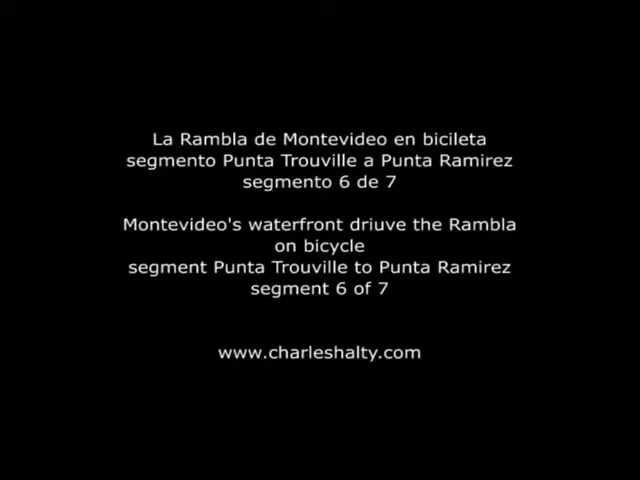 La Rambla de Montevideo en bicileta
segmento Punta Trouville a Punta Ramirez
segmento 6 de 7
Montevideo's waterfront driuve the Rambla
on bicycle
segment Punta Trouville to Punta Ramirez
segment 6 of 7
www.charleshalty.com